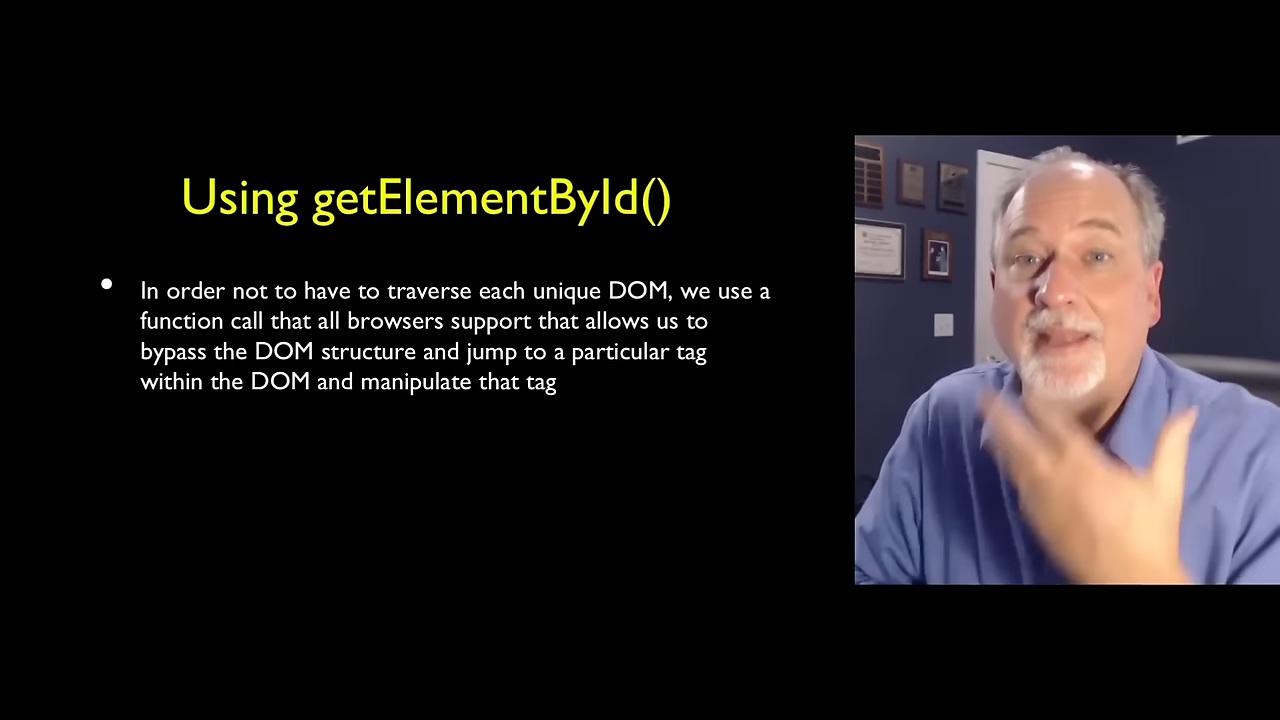 Using getElementById()
• In order not to have to traverse each unique DOM, we use a
function call that all browsers support that allows us to
bypass the DOM structure and jump to a particular tag
within the DOM and manipulate that tag